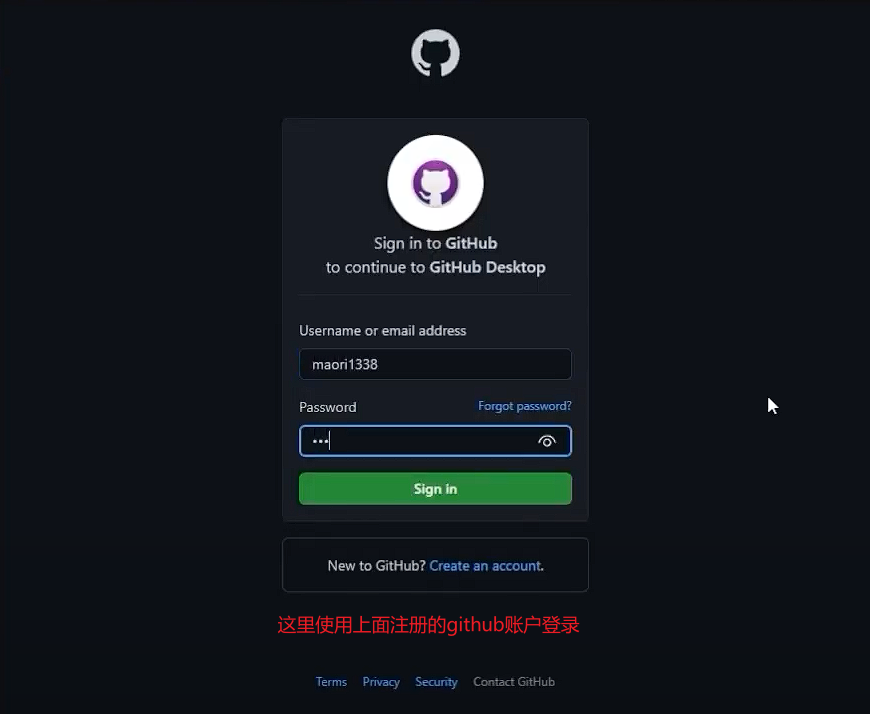 Sign in to GitHub
to continue to GitHub Desktop
Username or email address
maori1338
Password Forgot password?
•••
Sign in
New to GitHub? Create an account.
这里使用上面注册的github账户登录
Terms Privacy Security Contact GitHub